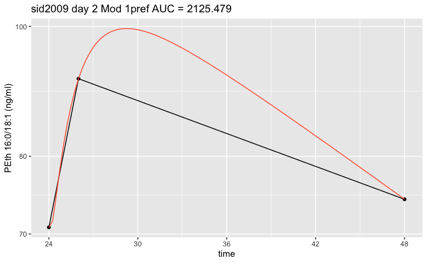 sid2009 day 2 Mod 1pref AUC = 2125.479
100
80
70
PEth 16:0/18:1 (ng/ml)
24
30
36
42
48
time